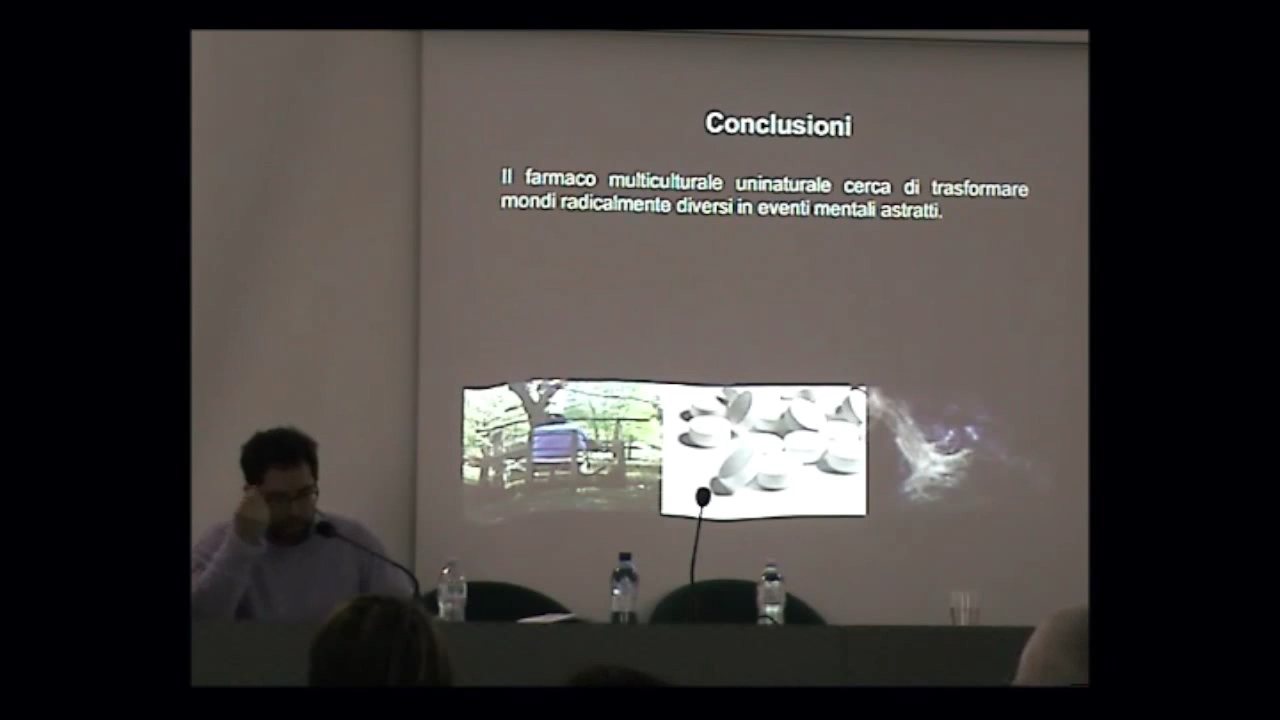 Conclusioni
Il farmaco multiculturale uninaturale cerca di trasformare
mondi radicalmente diversi in eventi mentali astratti.